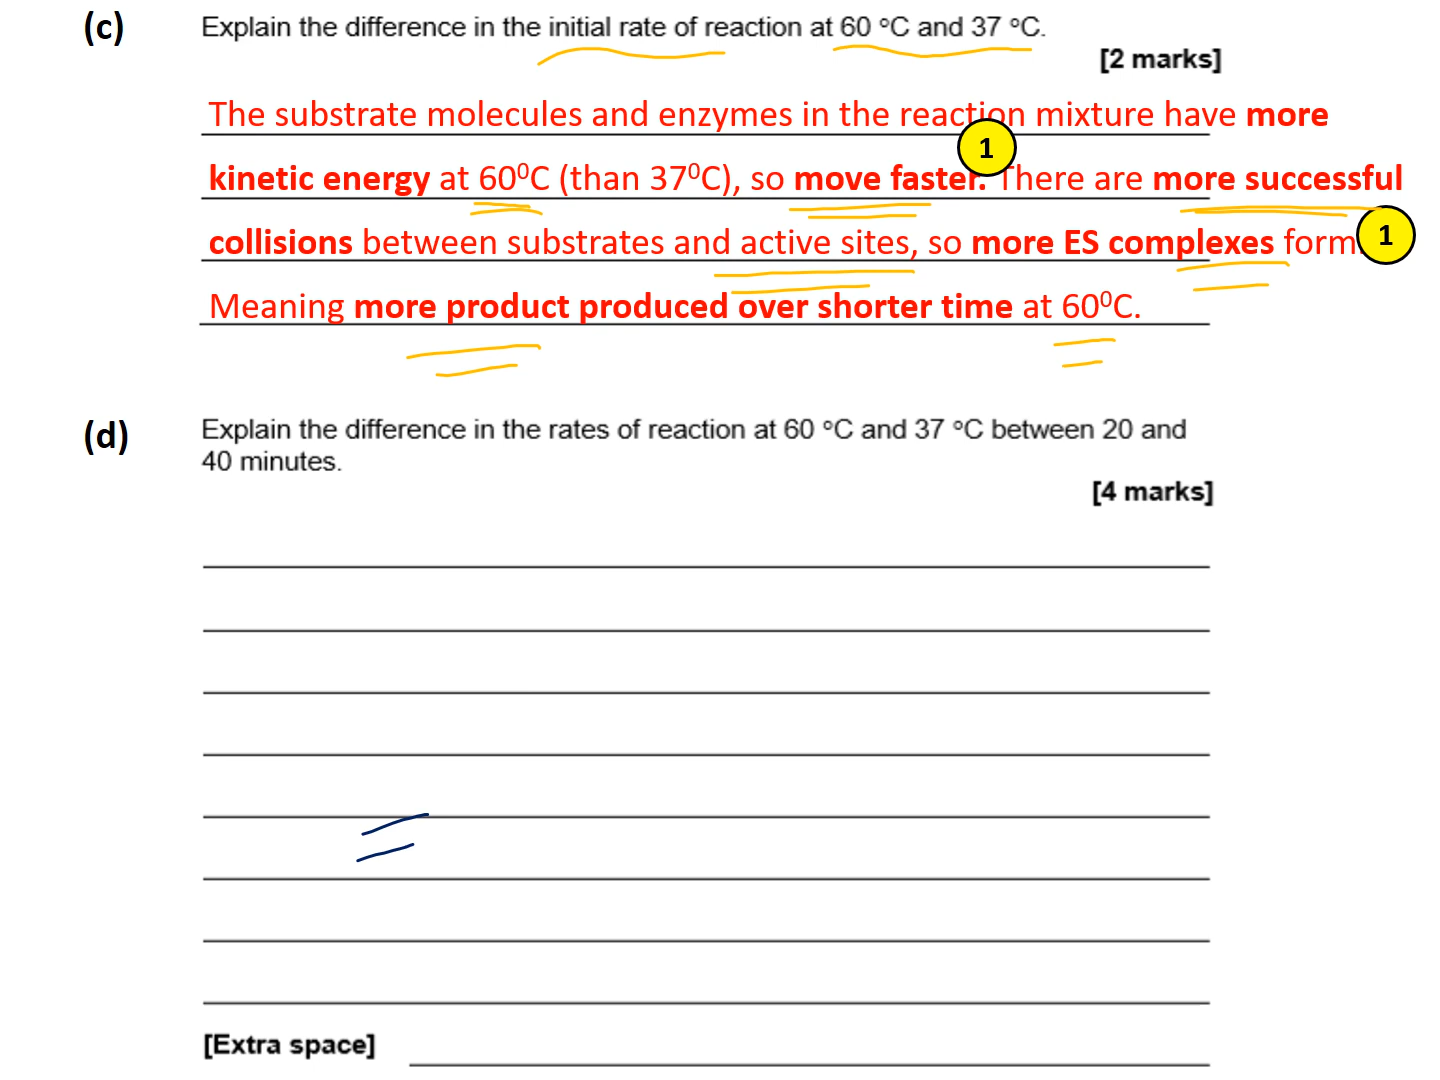 (c) Explain the difference in the initial rate of reaction at 60 °C and 37 °C.
[2 marks]
The substrate molecules and enzymes in the reaction mixture have more
kinetic energy at 60⁰C (than 37⁰C), so move faster. There are more successful
1
collisions between substrates and active sites, so more ES complexes form.
1
Meaning more product produced over shorter time at 60⁰C.
(d) Explain the difference in the rates of reaction at 60 °C and 37 °C between 20 and
40 minutes.
[4 marks]
[Extra space]